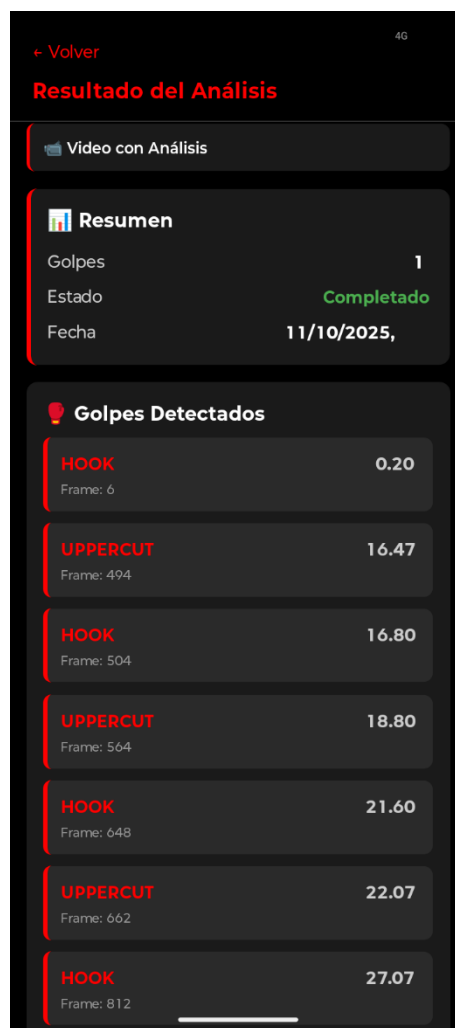 4G
← Volver
Resultado del Análisis
📹 Video con Análisis
📊 Resumen
Golpes 1
Estado Completado
Fecha 11/10/2025,
🥊 Golpes Detectados
HOOK 0.20
Frame: 6
UPPERCUT 16.47
Frame: 494
HOOK 16.80
Frame: 504
UPPERCUT 18.80
Frame: 564
HOOK 21.60
Frame: 648
UPPERCUT 22.07
Frame: 662
HOOK 27.07
Frame: 812